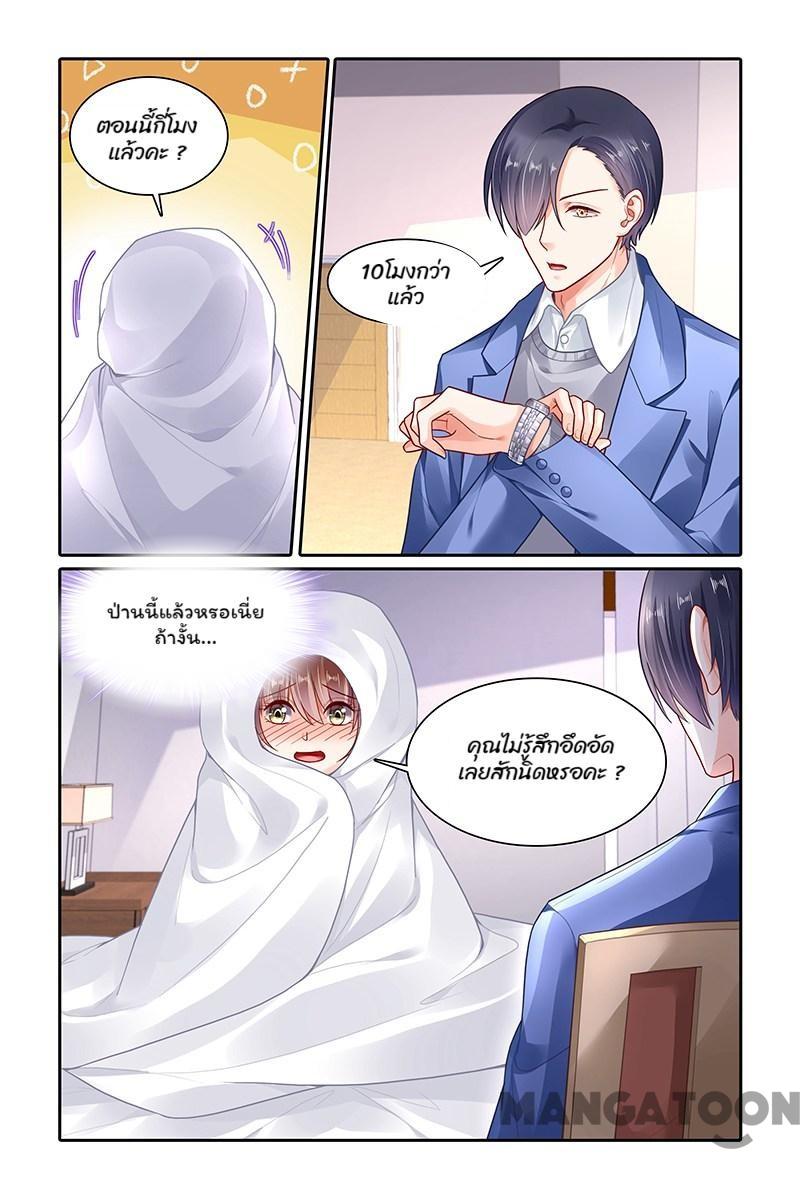 ตอนนี้กี่โมง
แล้วคะ ?
10โมงกว่า
แล้ว
ป่านนี้แล้วหรอเนี่ย
ถ้างั้น...
คุณไม่รู้สึกอึดอัด
เลยสักนิดหรอคะ ?
MANGATOON